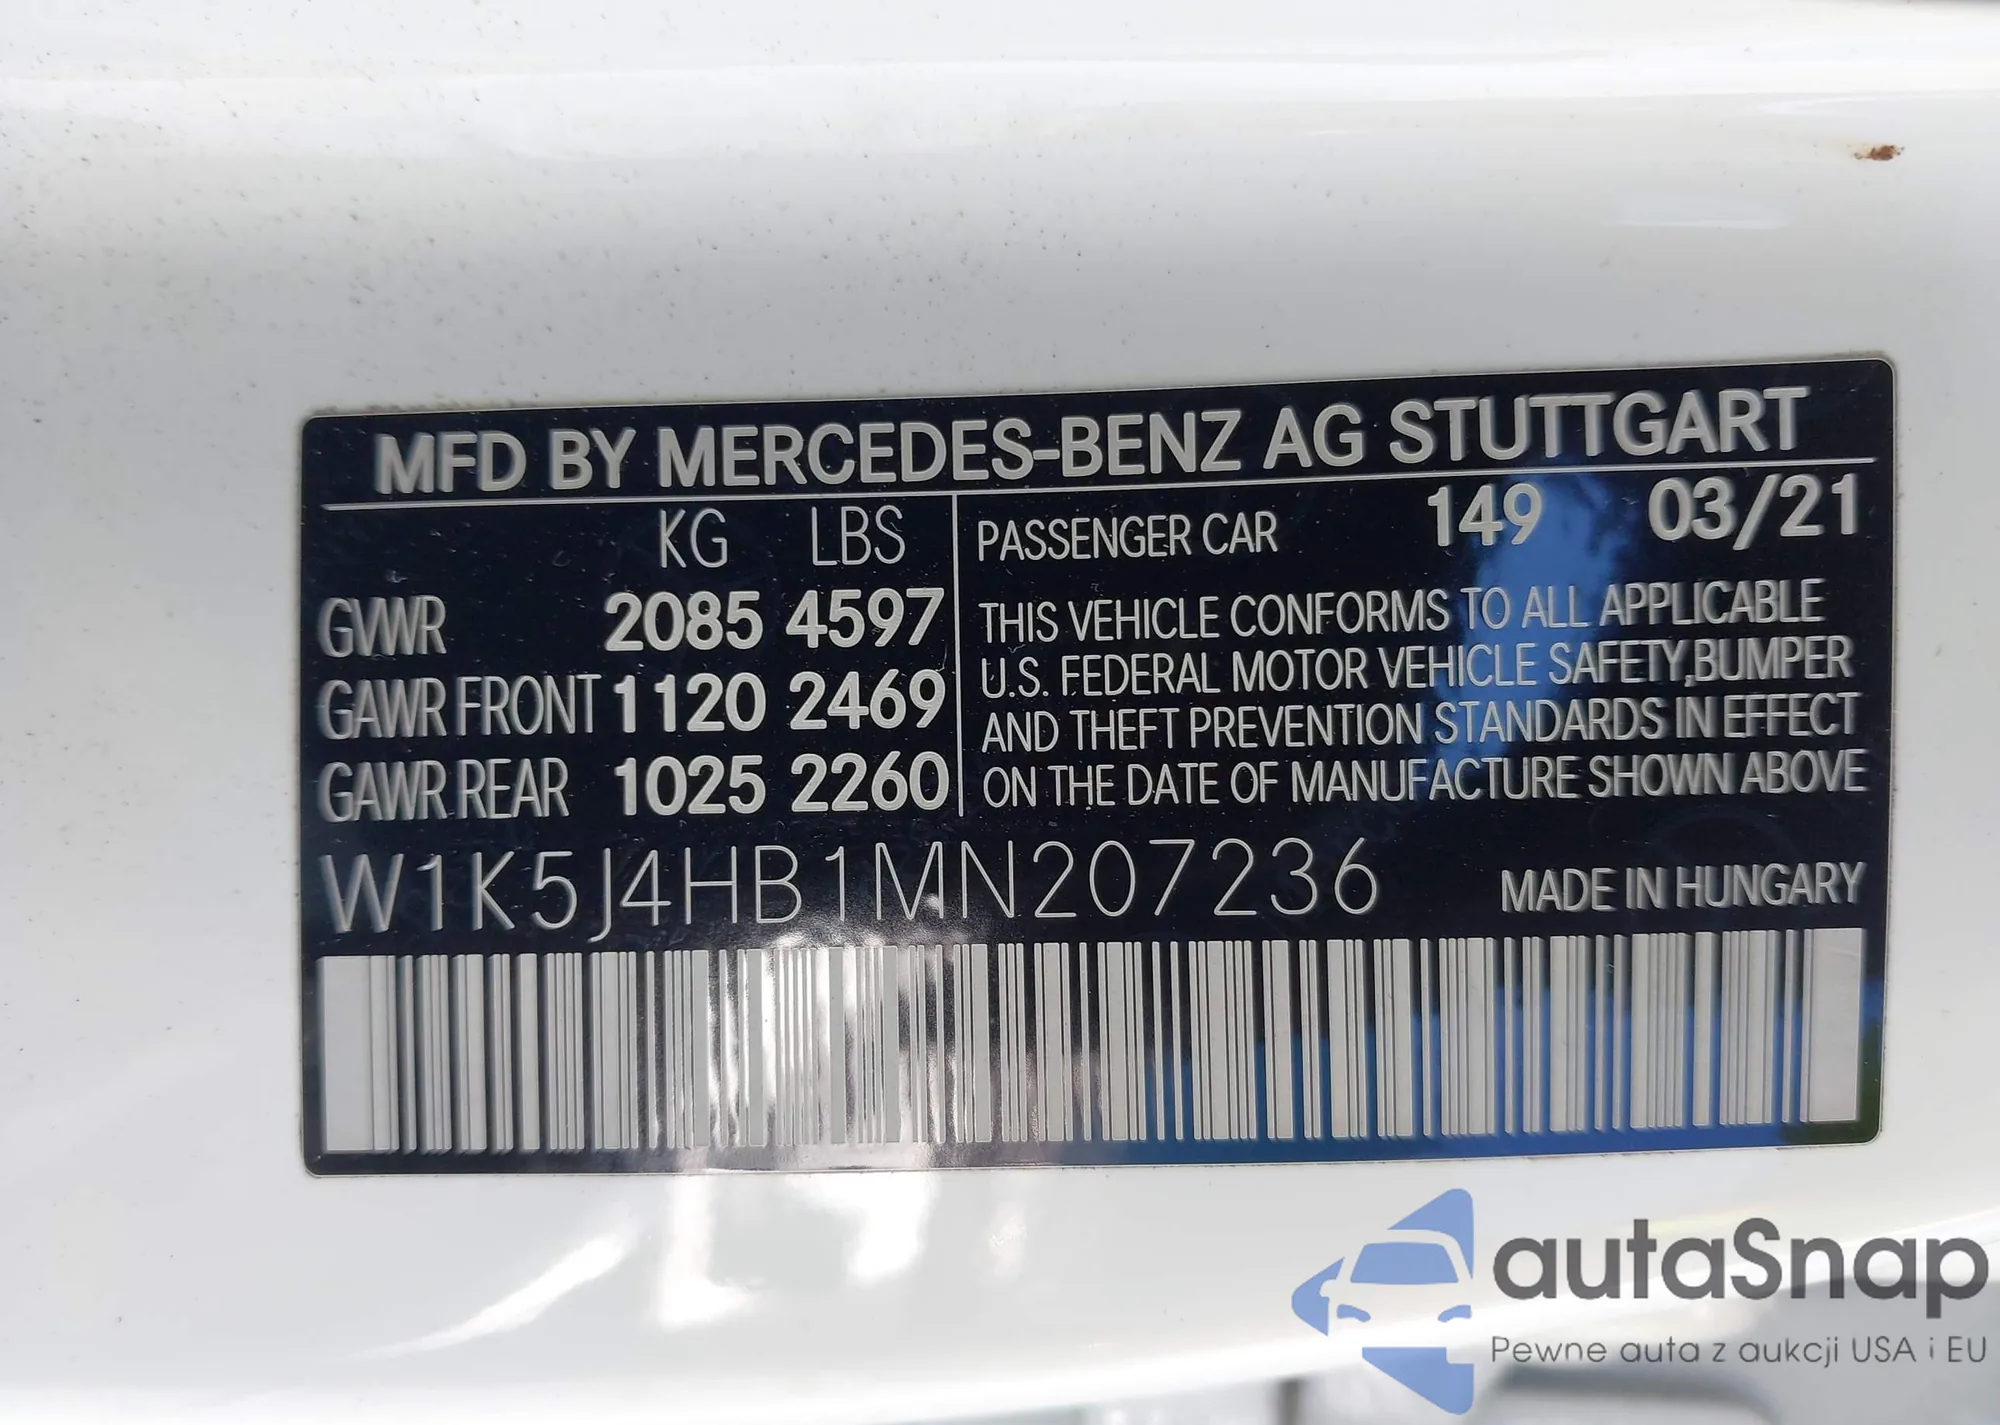 MFD BY MERCEDES-BENZ AG STUTTGART
KG LBS
GVWR 2085 4597
GAWR FRONT 1120 2469
GAWR REAR 1025 2260
PASSENGER CAR 149 03/21
THIS VEHICLE CONFORMS TO ALL APPLICABLE
U.S. FEDERAL MOTOR VEHICLE SAFETY,BUMPER
AND THEFT PREVENTION STANDARDS IN EFFECT
ON THE DATE OF MANUFACTURE SHOWN ABOVE
W1K5J4HB1MN207236 MADE IN HUNGARY
autaSnap
Pewne auta z aukcji USA i EU